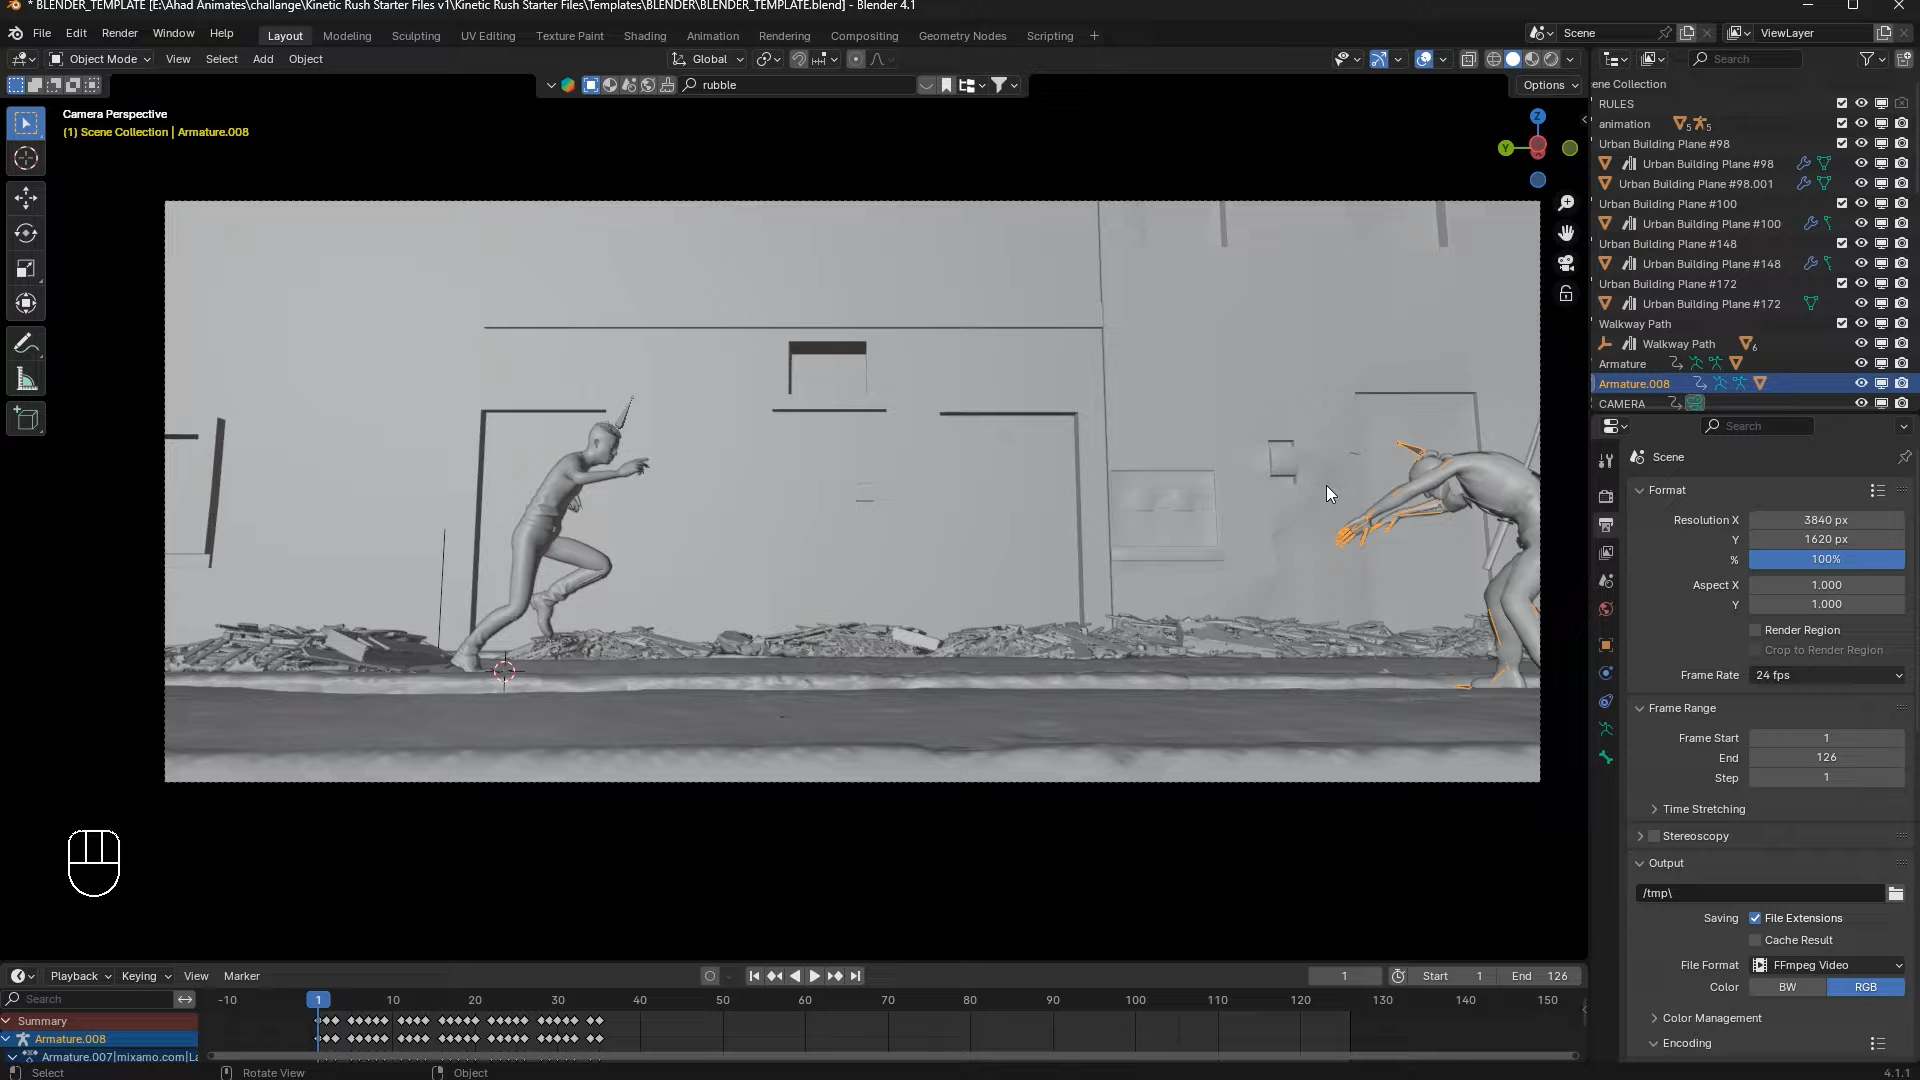 * BLENDER_TEMPLATE [E:\Ahad Animates\challange\Kinetic Rush Starter Files v1\Kinetic Rush Starter Files\Templates\BLENDER\BLENDER_TEMPLATE.blend] - Blender 4.1
File Edit Render Window Help Layout Modeling Sculpting UV Editing Texture Paint Shading Animation Rendering Compositing Geometry Nodes Scripting + Scene ViewLayer
Object Mode View Select Add Object Global Search
rubble Options
Camera Perspective
(1) Scene Collection | Armature.008
Z
Y
ene Collection
RULES
animation 5 5
Urban Building Plane #98
Urban Building Plane #98
Urban Building Plane #98.001
Urban Building Plane #100
Urban Building Plane #100
Urban Building Plane #148
Urban Building Plane #148
Urban Building Plane #172
Urban Building Plane #172
Walkway Path
Walkway Path 6
Armature
Armature.008
CAMERA
Search
Scene
Format
Resolution X 3840 px
Y 1620 px
% 100%
Aspect X 1.000
Y 1.000
Render Region
Crop to Render Region
Frame Rate 24 fps
Frame Range
Frame Start 1
End 126
Step 1
Time Stretching
Stereoscopy
Output
/tmp\
Saving File Extensions
Cache Result
File Format FFmpeg Video
Color BW RGB
Color Management
Encoding
Playback Keying View Marker 1 Start 1 End 126
Search -10 1 10 20 30 40 50 60 70 80 90 100 110 120 130 140 150
Summary
Armature.008
Armature.007|mixamo.com|La
Select Rotate View Object 4.1.1